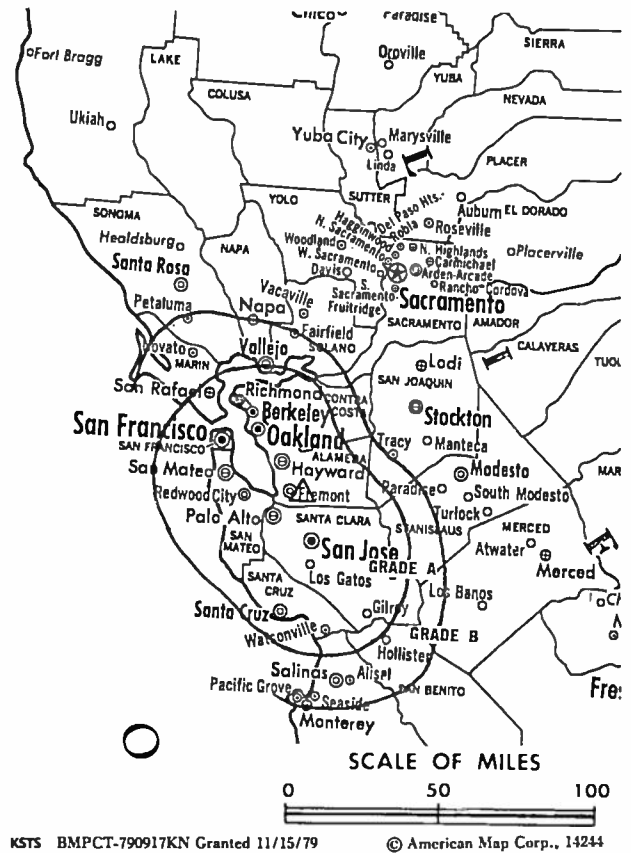 Paradise
Oroville
SIERRA
Fort Bragg
LAKE
YUBA
COLUSA
NEVADA
Ukiah
Yuba City
Marysville
Linda
PLACER
YOLO
SUTTER
Auburn
EL DORADO
SONOMA
Del Paso Hts.
Robla
Roseville
Hagginwood
N. Sacramento
Healdsburg
NAPA
Woodland
N. Highlands
Placerville
W. Sacramento
Carmichael
Santa Rosa
Davis
Arden-Arcade
Rancho-Cordova
S. Sacramento
Fruitridge
Sacramento
Vacaville
Petaluma
Napa
SACRAMENTO
AMADOR
Fairfield
SOLANO
Novato
MARIN
Vallejo
CALAVERAS
Lodi
SAN JOAQUIN
San Rafael
Richmond
CONTRA COSTA
Berkeley
Stockton
San Francisco
SAN FRANCISCO
Oakland
ALAMEDA
Tracy
Manteca
San Mateo
Hayward
Modesto
MAR
Redwood City
Fremont
Paradise
South Modesto
Turlock
Palo Alto
SANTA CLARA
STANISLAUS
MERCED
SAN MATEO
San Jose
Atwater
Merced
GRADE A
Los Gatos
SANTA CRUZ
Los Banos
Santa Cruz
Gilroy
Watsonville
GRADE B
Hollister
Salinas
Alisal
Pacific Grove
Seaside
SAN BENITO
Monterey
SCALE OF MILES
0 50 100
KSTS BMPCT-790917KN Granted 11/15/79
© American Map Corp., 14244